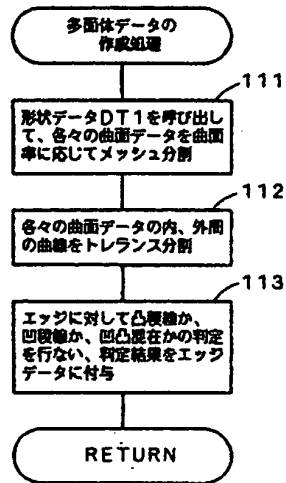 多面体データの
作成処理
111
形状データDT1を呼び出し
て、各々の曲面データを曲面
率に応じてメッシュ分割
112
各々の曲面データの内、外周
の曲線をトレランス分割
113
エッジに対して凸稜線か、
凹稜線か、凹凸混在かの判定
を行ない、判定結果をエッジ
データに付与
RETURN